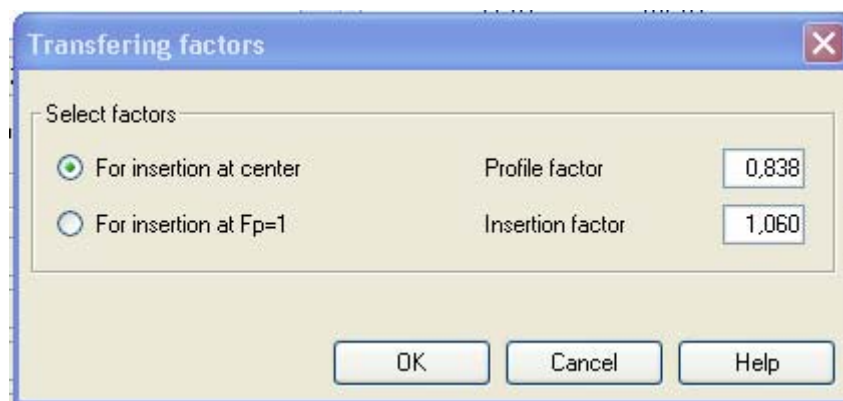 Transfering factors
Select factors
For insertion at center Profile factor 0,838
For insertion at Fp=1 Insertion factor 1,060
OK Cancel Help